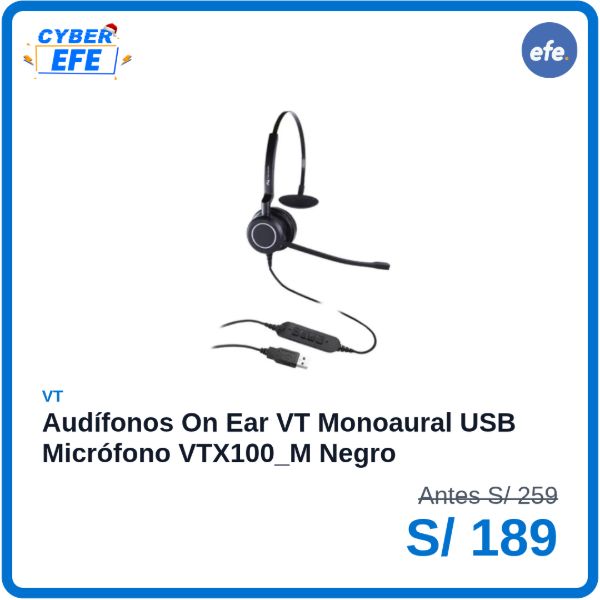 CYBER
EFE
efe.
VT
Audífonos On Ear VT Monoaural USB
Micrófono VTX100_M Negro
Antes S/ 259
S/ 189